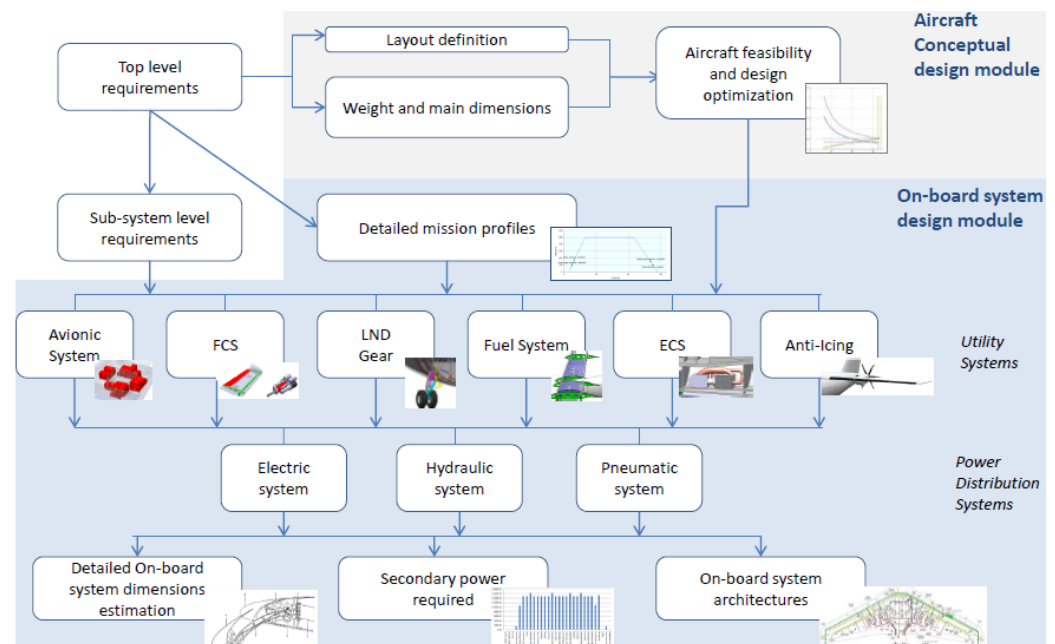 Aircraft
Conceptual
design module
Top level
requirements
Layout definition
Weight and main dimensions
Aircraft feasibility
and design
optimization
On-board system
design module
Sub-system level
requirements
Detailed mission profiles
Avionic
System
FCS
LND
Gear
Fuel System
ECS
Anti-Icing
Utility
Systems
Electric
system
Hydraulic
system
Pneumatic
system
Power
Distribution
Systems
Detailed On-board
system dimensions
estimation
Secondary power
required
On-board system
architectures